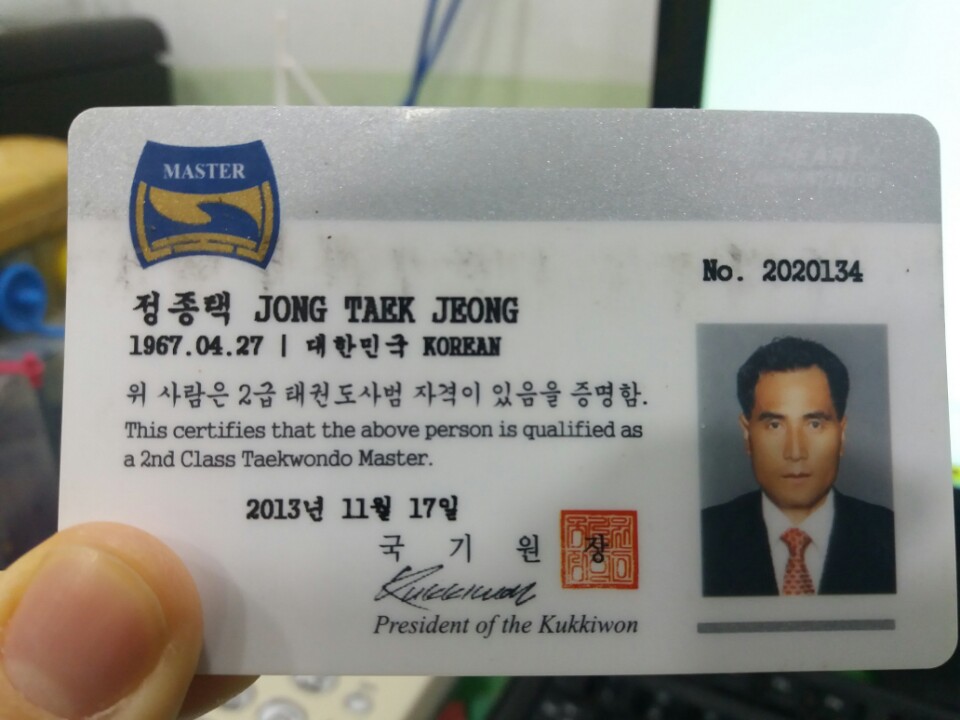 MASTER
No. 2020134
정종택 JONG TAEK JEONG
1967.04.27 | 대한민국 KOREAN
위 사람은 2급 태권도사범 자격이 있음을 증명함.
This certifies that the above person is qualified as
a 2nd Class Taekwondo Master.
2013년 11월 17일
국 기 원 장
Kukkiwon
President of the Kukkiwon